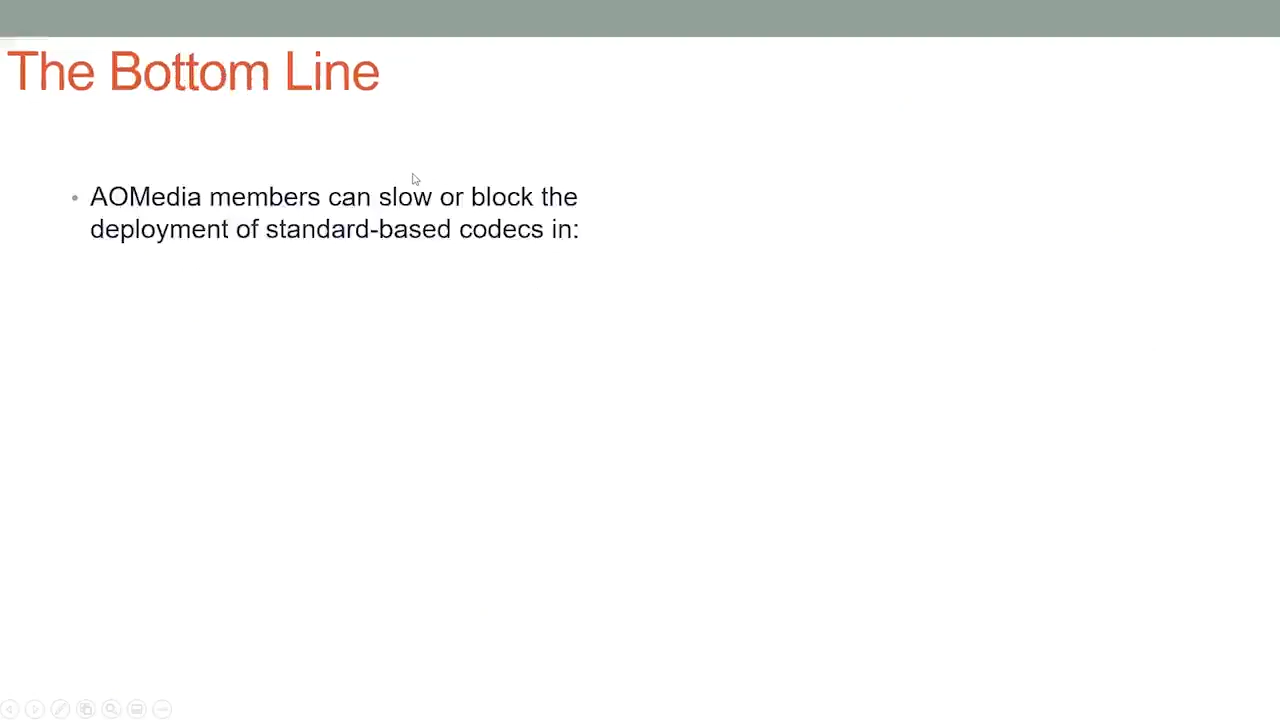 The Bottom Line
• AOMedia members can slow or block the
deployment of standard-based codecs in: